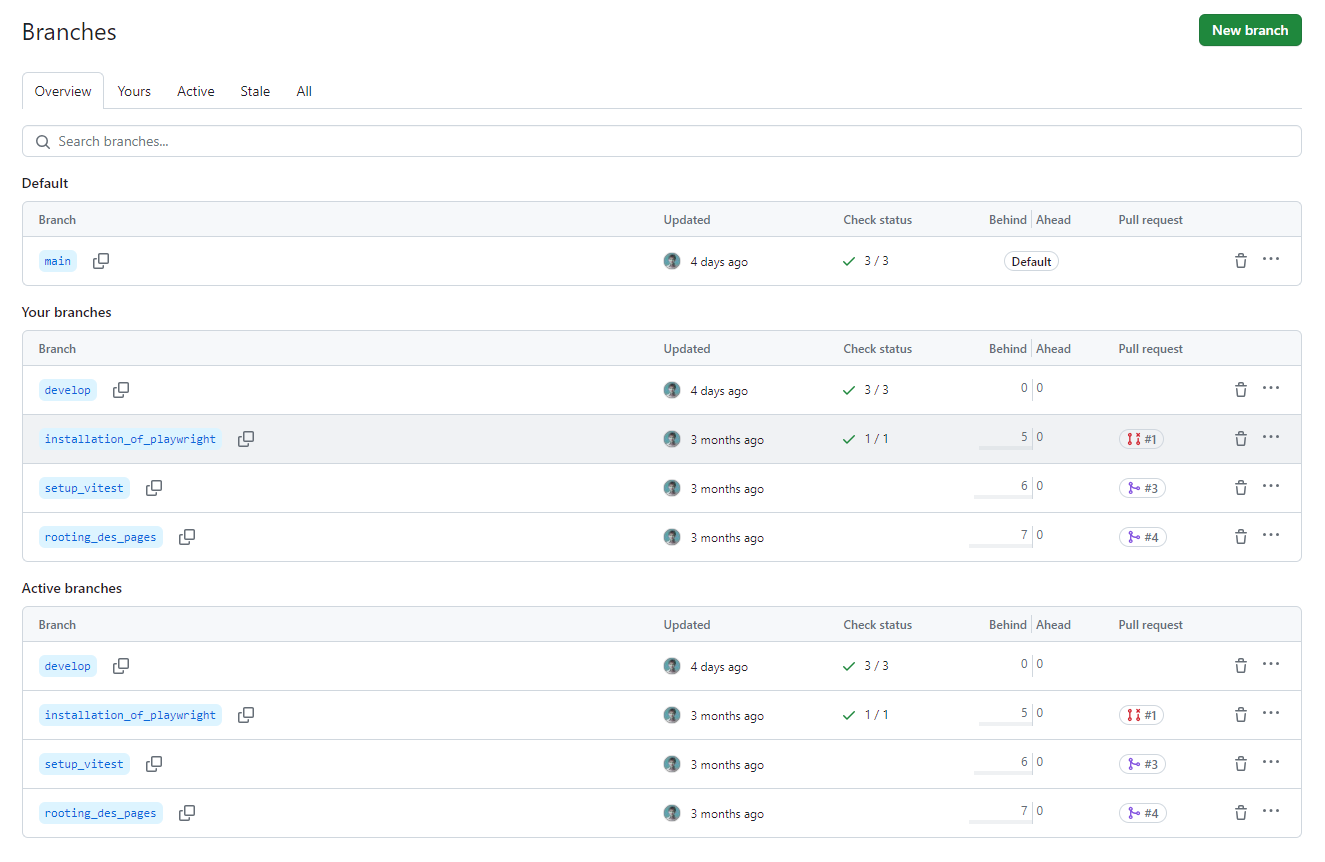 Branches
New branch
Overview Yours Active Stale All
Search branches...
Default
Branch Updated Check status Behind Ahead Pull request
main 4 days ago 3 / 3 Default
Your branches
Branch Updated Check status Behind Ahead Pull request
develop 4 days ago 3 / 3 0 0
installation_of_playwright 3 months ago 1 / 1 5 0 #1
setup_vitest 3 months ago 6 0 #3
rooting_des_pages 3 months ago 7 0 #4
Active branches
Branch Updated Check status Behind Ahead Pull request
develop 4 days ago 3 / 3 0 0
installation_of_playwright 3 months ago 1 / 1 5 0 #1
setup_vitest 3 months ago 6 0 #3
rooting_des_pages 3 months ago 7 0 #4